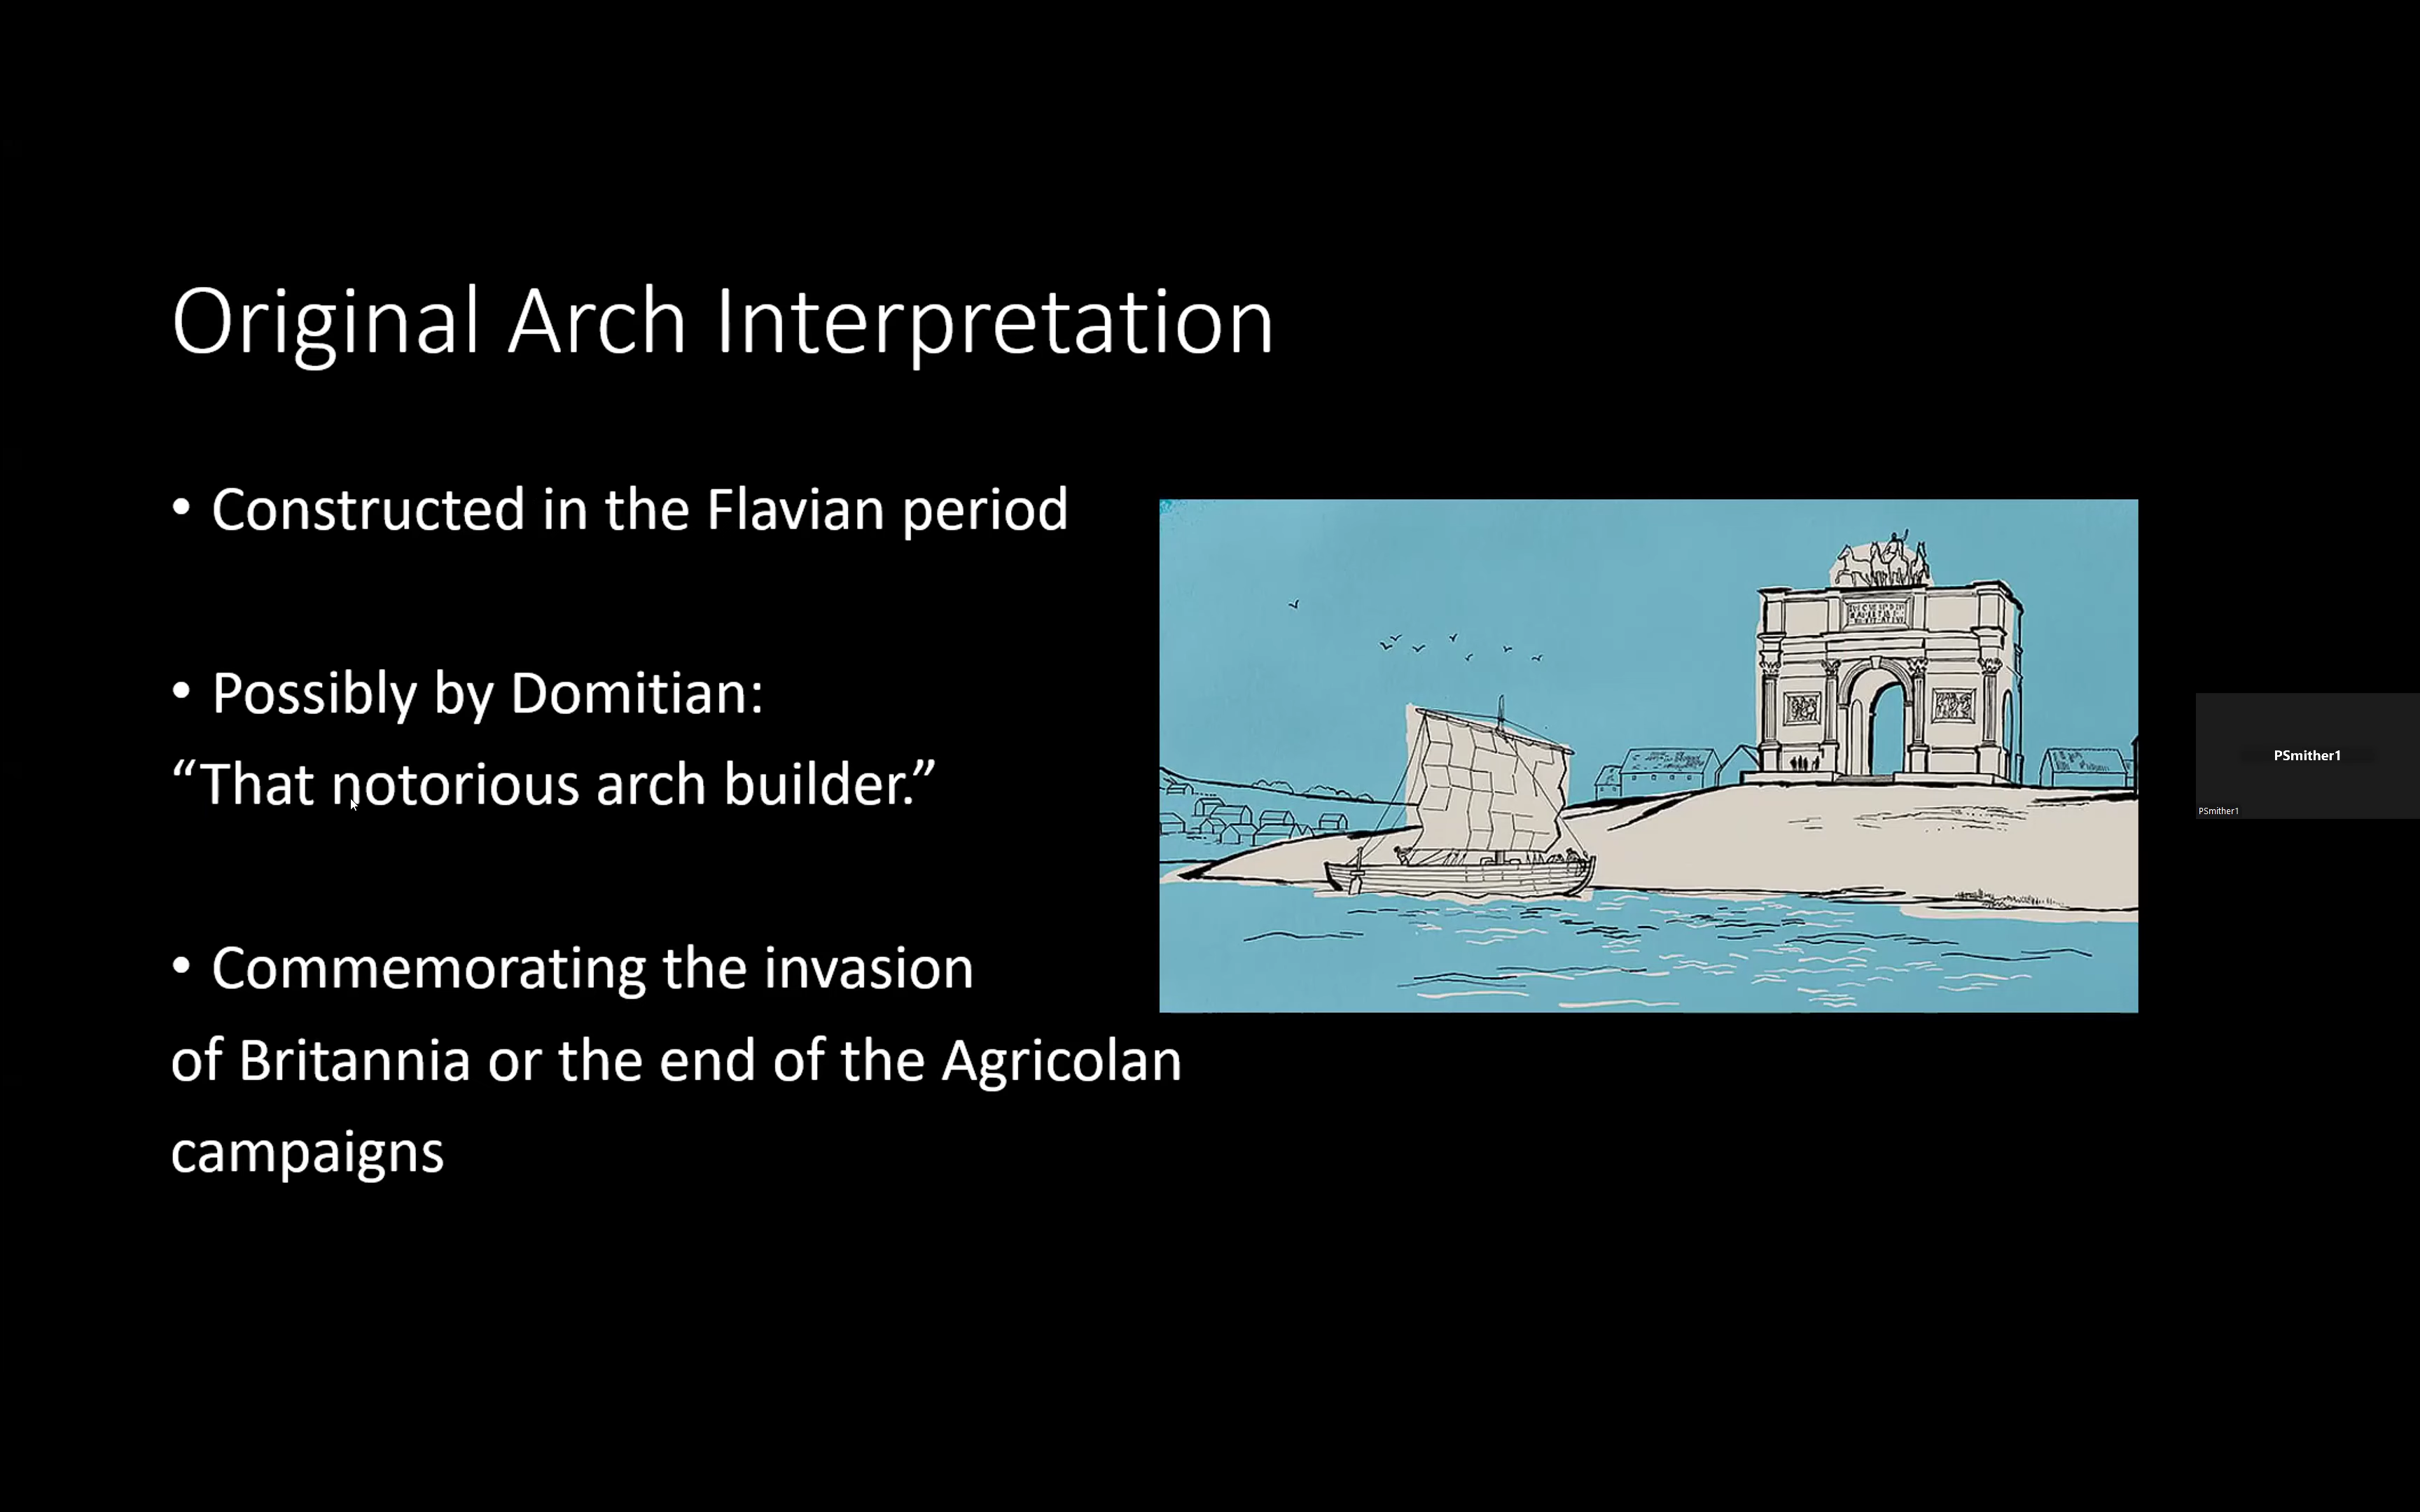 Original Arch Interpretation
• Constructed in the Flavian period
• Possibly by Domitian:
“That notorious arch builder.”
• Commemorating the invasion
of Britannia or the end of the Agricolan
campaigns
PSmither1
PSmither1